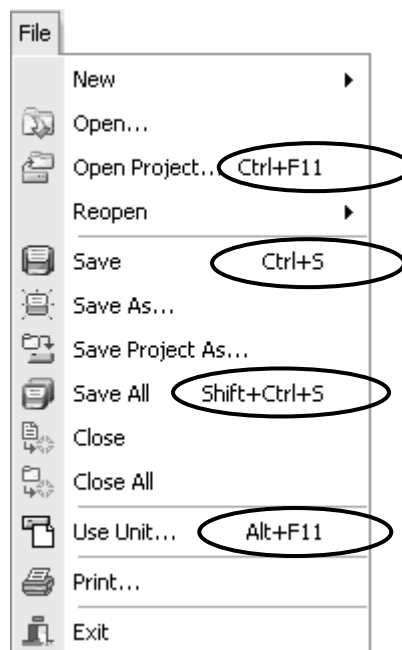 File
New
Open...
Open Project... Ctrl+F11
Reopen
Save Ctrl+S
Save As...
Save Project As...
Save All Shift+Ctrl+S
Close
Close All
Use Unit... Alt+F11
Print...
Exit